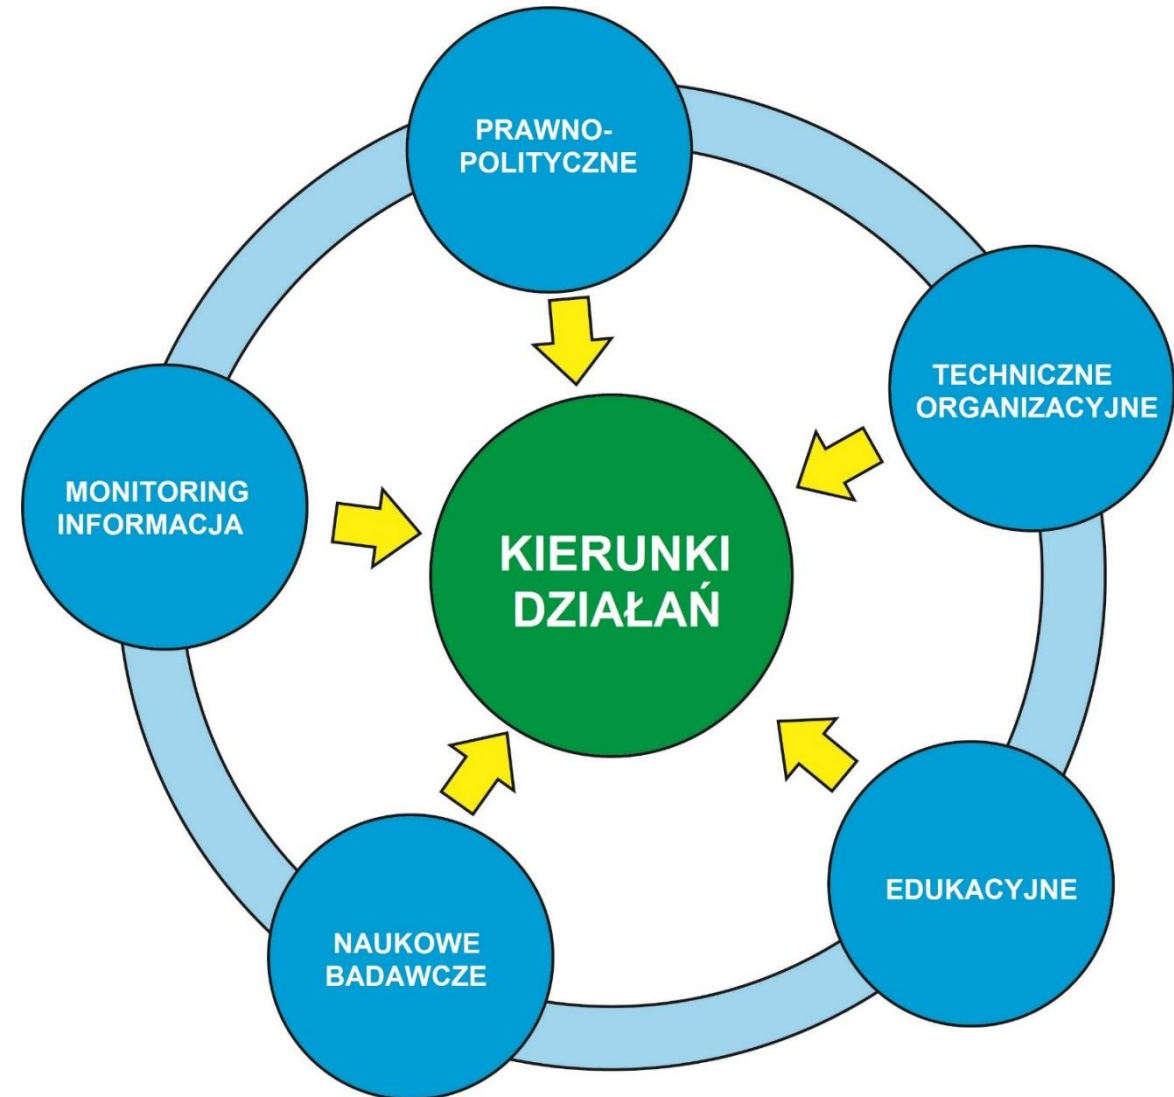 PRAWNO-
POLITYCZNE
TECHNICZNE
ORGANIZACYJNE
MONITORING
INFORMACJA
KIERUNKI
DZIAŁAŃ
EDUKACYJNE
NAUKOWE
BADAWCZE